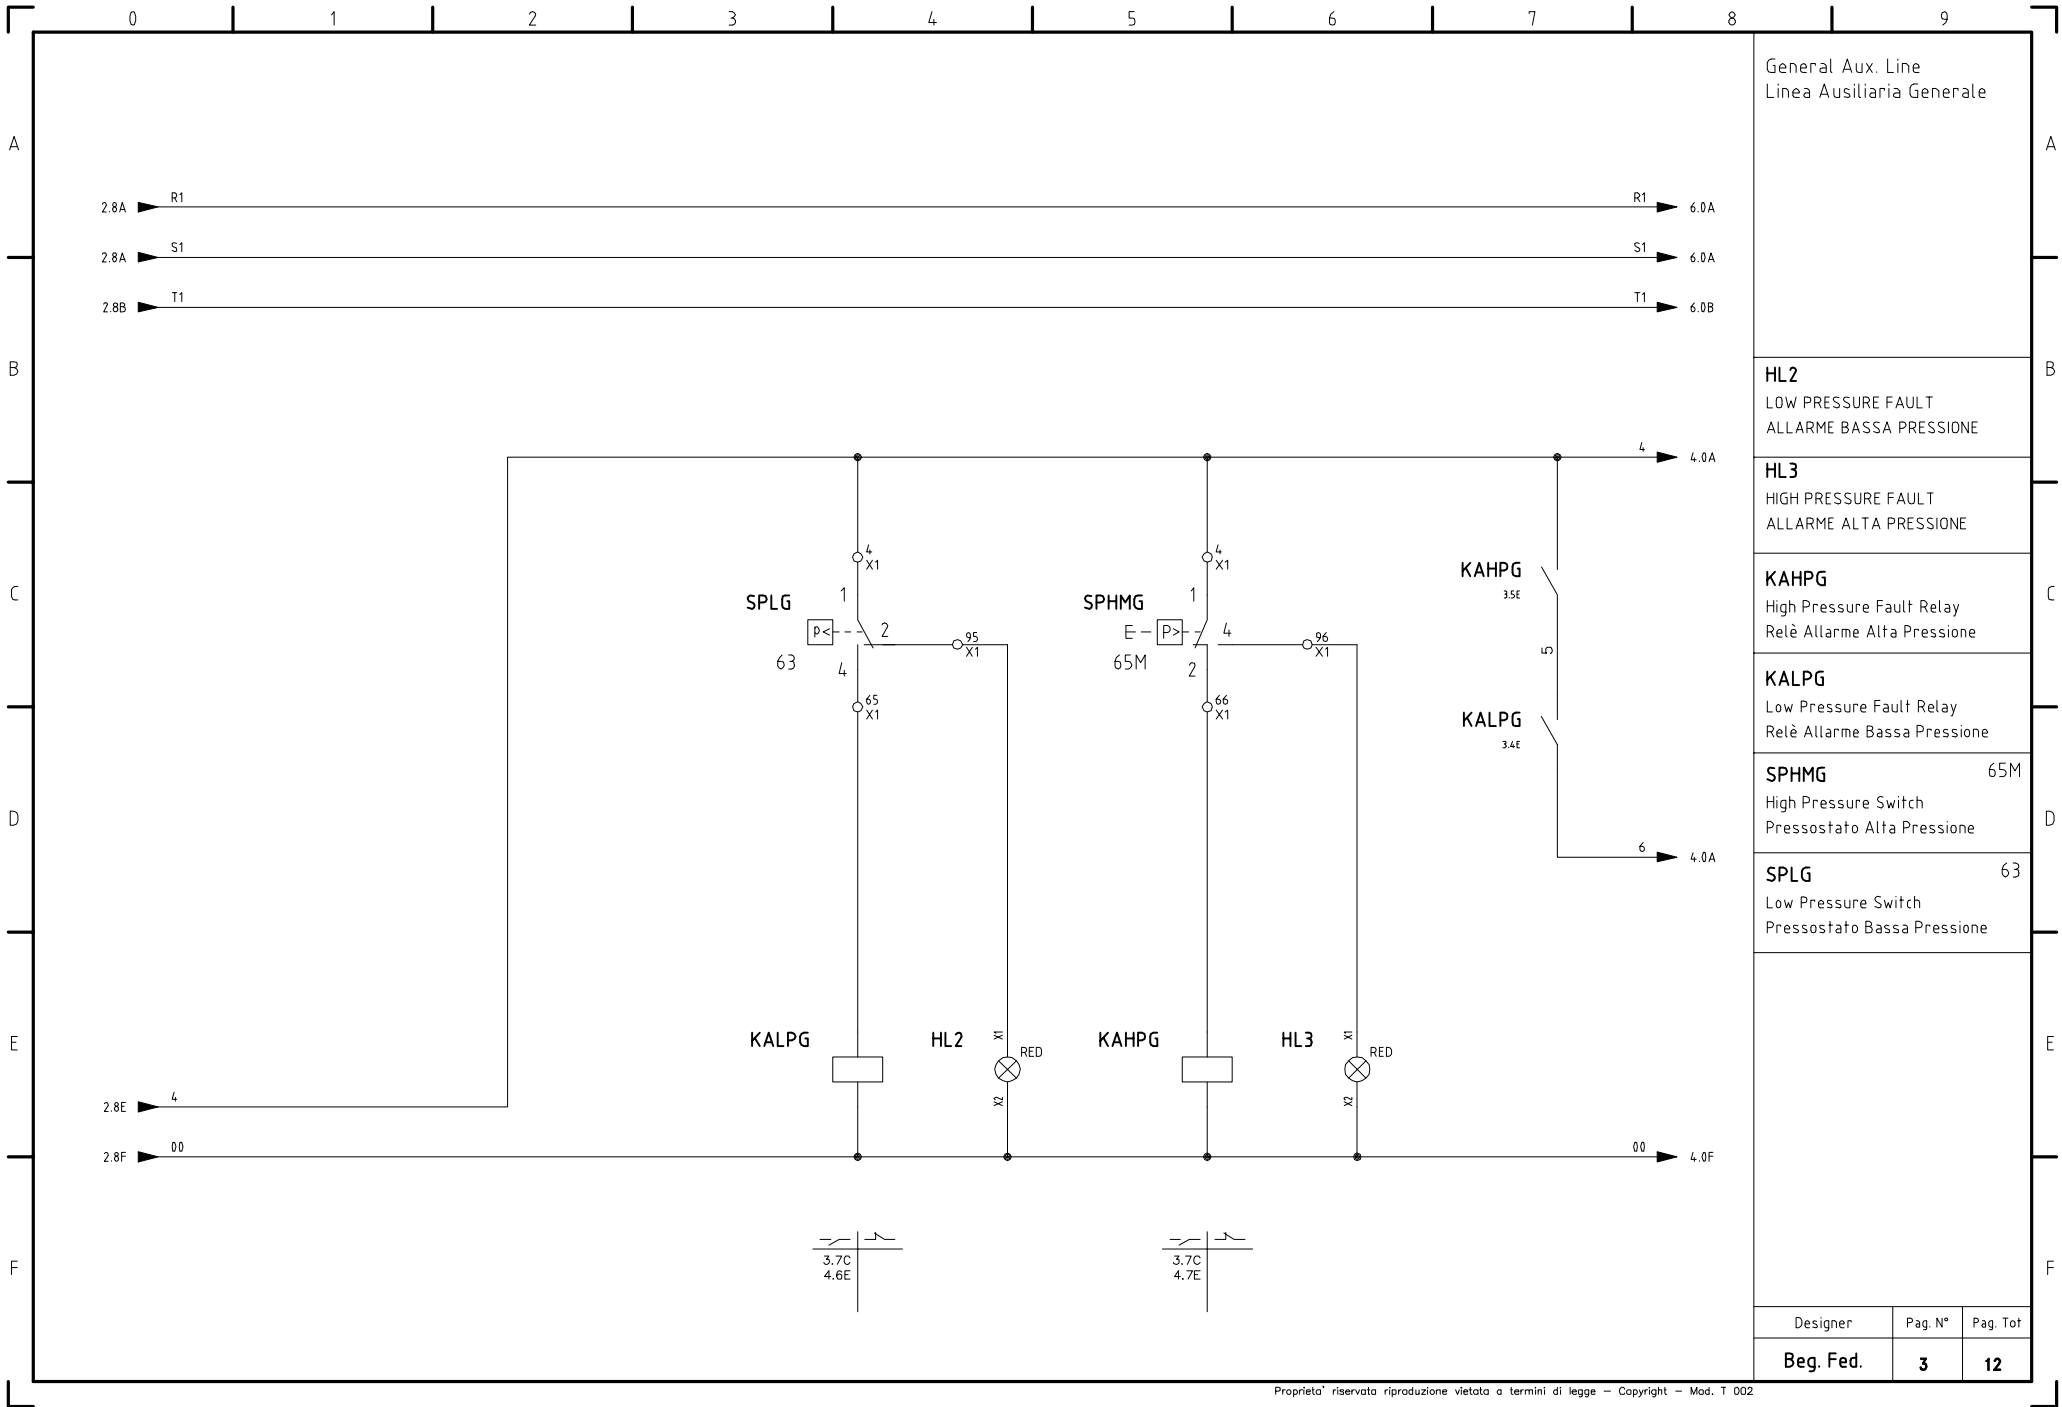 0 1 2 3 4 5 6 7 8 9
General Aux. Line
Linea Ausiliaria Generale
A A
2.8A R1 R1 6.0A
2.8A S1 S1 6.0A
2.8B T1 T1 6.0B
B B
HL2
LOW PRESSURE FAULT
ALLARME BASSA PRESSIONE
4 4.0A
HL3
HIGH PRESSURE FAULT
ALLARME ALTA PRESSIONE
4 4
X1 X1
KAHPG
3.5E
KAHPG
High Pressure Fault Relay
Relè Allarme Alta Pressione
C C
1 1
SPLG SPHMG
P< 2 95 X1
E P> 4 96 X1
63 4 65M 2
5
65 66
X1 X1
KALPG
3.4E
KALPG
Low Pressure Fault Relay
Relè Allarme Bassa Pressione
SPHMG 65M
High Pressure Switch
Pressostato Alta Pressione
D D
6 4.0A
SPLG 63
Low Pressure Switch
Pressostato Bassa Pressione
E E
KALPG HL2 X1 RED KAHPG HL3 X1 RED
X2 X2
2.8E 4
2.8F 00 00 4.0F
3.7C 3.7C
4.6E 4.7E
F F
Designer Pag. N° Pag. Tot
Beg. Fed. 3 12
Proprieta' riservata riproduzione vietata a termini di legge – Copyright – Mod. T 002